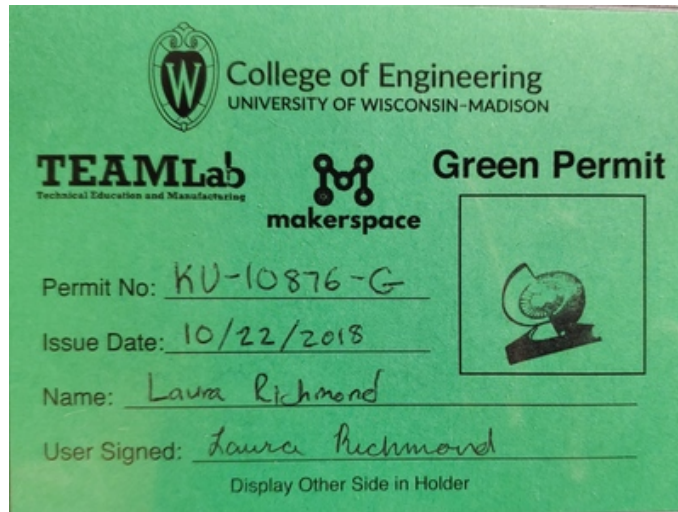 W
College of Engineering
UNIVERSITY OF WISCONSIN-MADISON
TEAMLab
Technical Education and Manufacturing
makerspace
Green Permit
Permit No: KU-10876-G
Issue Date: 10/22/2018
Name: Laura Richmond
User Signed: Laura Richmond
Display Other Side in Holder